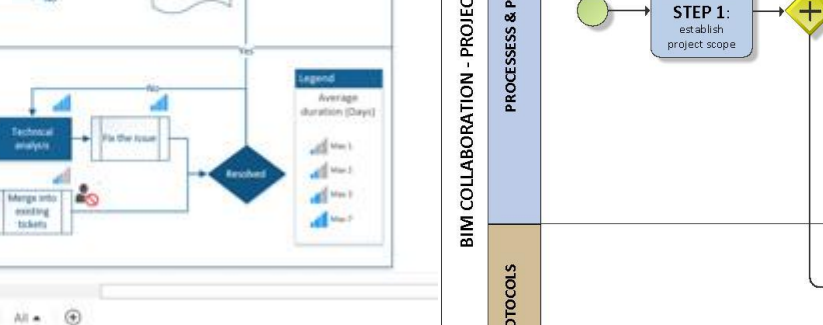 Yes
No
Legend
Average
duration (Days)
Max 1
Max 2
Max 3
Max 7
Technical
analysis
Fix the issue
Resolved
Merge into
existing
tickets
All
BIM COLLABORATION - PROJEC
PROCESSESS & P
OTOCOLS
STEP 1:
establish
project scope